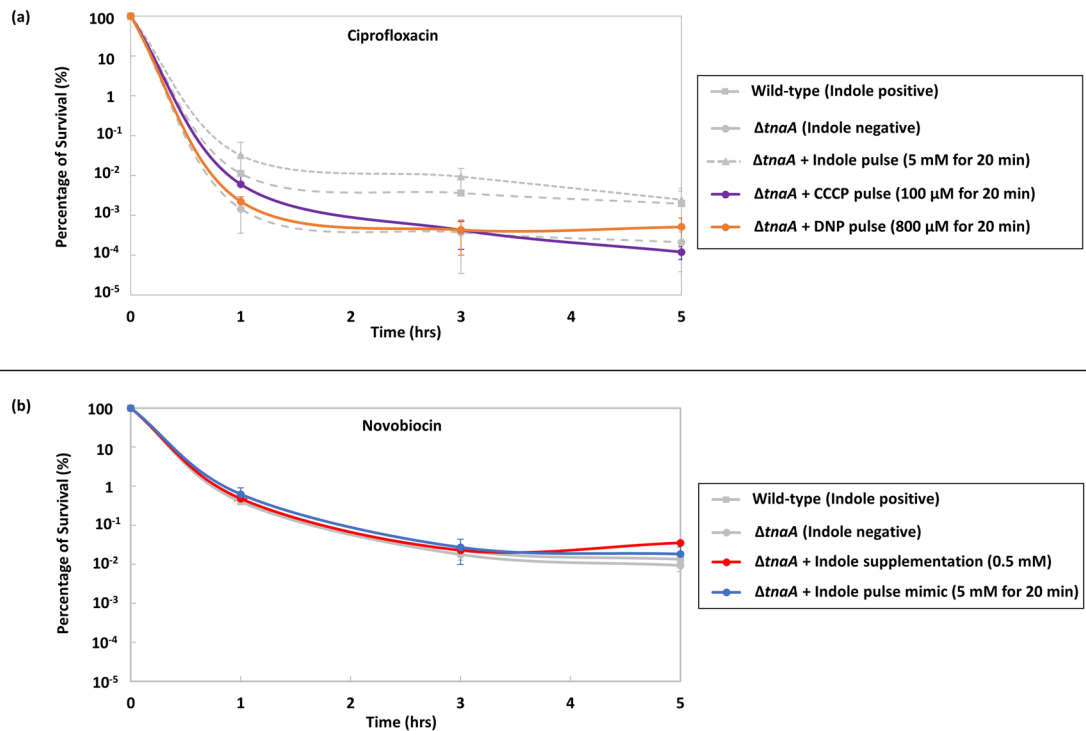 (a)
Ciprofloxacin
Percentage of Survival (%)
100
10
1
10⁻¹
10⁻²
10⁻³
10⁻⁴
10⁻⁵
0 1 2 3 4 5
Time (hrs)
Wild-type (Indole positive)
ΔtnaA (Indole negative)
ΔtnaA + Indole pulse (5 mM for 20 min)
ΔtnaA + CCCP pulse (100 µM for 20 min)
ΔtnaA + DNP pulse (800 µM for 20 min)
(b)
Novobiocin
Percentage of Survival (%)
100
10
1
10⁻¹
10⁻²
10⁻³
10⁻⁴
10⁻⁵
0 1 2 3 4 5
Time (hrs)
Wild-type (Indole positive)
ΔtnaA (Indole negative)
ΔtnaA + Indole supplementation (0.5 mM)
ΔtnaA + Indole pulse mimic (5 mM for 20 min)